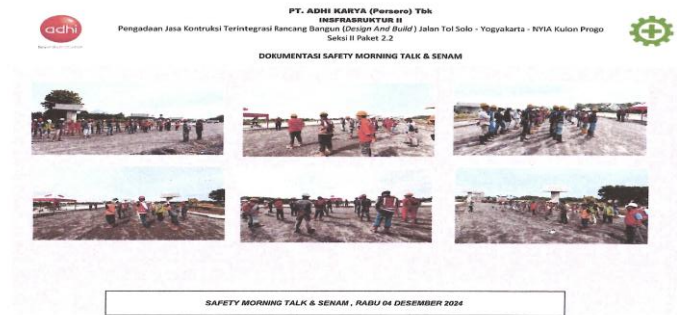 PT. ADHI KARYA (Persero) Tbk
INSFRASRUKTUR II
Pengadaan Jasa Kontruksi Terintegrasi Rancang Bangun (Design And Build) Jalan Tol Solo - Yogyakarta - NYIA Kulon Progo
Seksi II Paket 2.2
adhi
DOKUMENTASI SAFETY MORNING TALK & SENAM
SAFETY MORNING TALK & SENAM , RABU 04 DESEMBER 2024